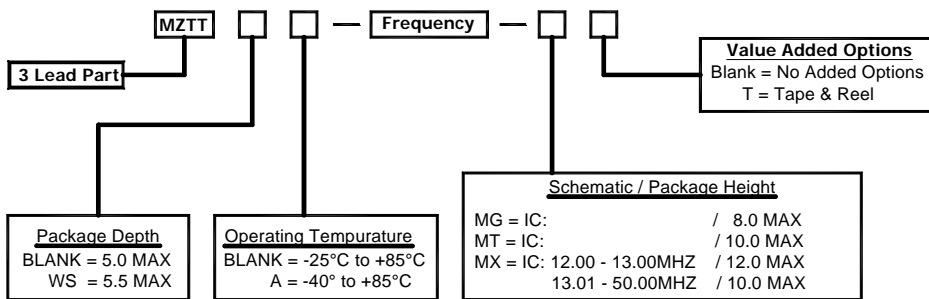 MZTT
Frequency
3 Lead Part
Value Added Options
Blank = No Added Options
T = Tape & Reel
Package Depth
BLANK = 5.0 MAX
WS = 5.5 MAX
Operating Tempurature
BLANK = -25°C to +85°C
A = -40° to +85°C
Schematic / Package Height
MG = IC: / 8.0 MAX
MT = IC: / 10.0 MAX
MX = IC: 12.00 - 13.00MHZ / 12.0 MAX
13.01 - 50.00MHZ / 10.0 MAX